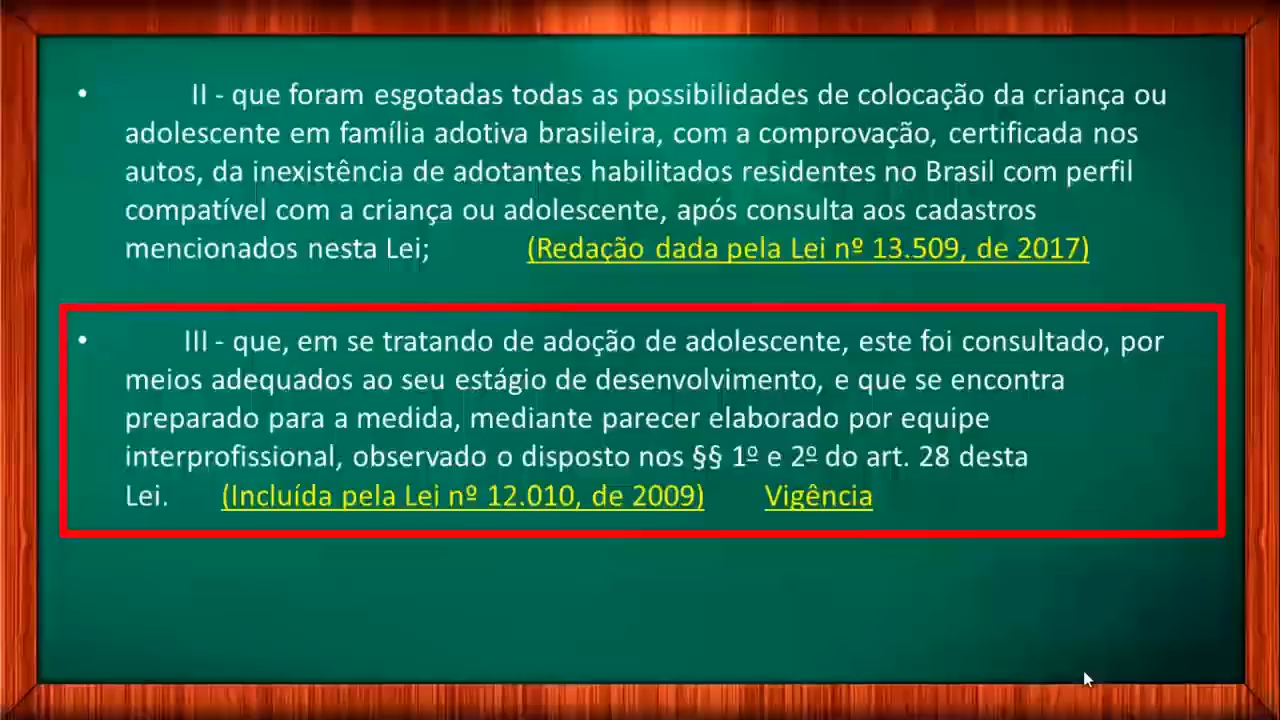 • II - que foram esgotadas todas as possibilidades de colocação da criança ou
adolescente em família adotiva brasileira, com a comprovação, certificada nos
autos, da inexistência de adotantes habilitados residentes no Brasil com perfil
compatível com a criança ou adolescente, após consulta aos cadastros
mencionados nesta Lei; (Redação dada pela Lei nº 13.509, de 2017)
• III - que, em se tratando de adoção de adolescente, este foi consultado, por
meios adequados ao seu estágio de desenvolvimento, e que se encontra
preparado para a medida, mediante parecer elaborado por equipe
interprofissional, observado o disposto nos §§ 1º e 2º do art. 28 desta
Lei. (Incluída pela Lei nº 12.010, de 2009) Vigência